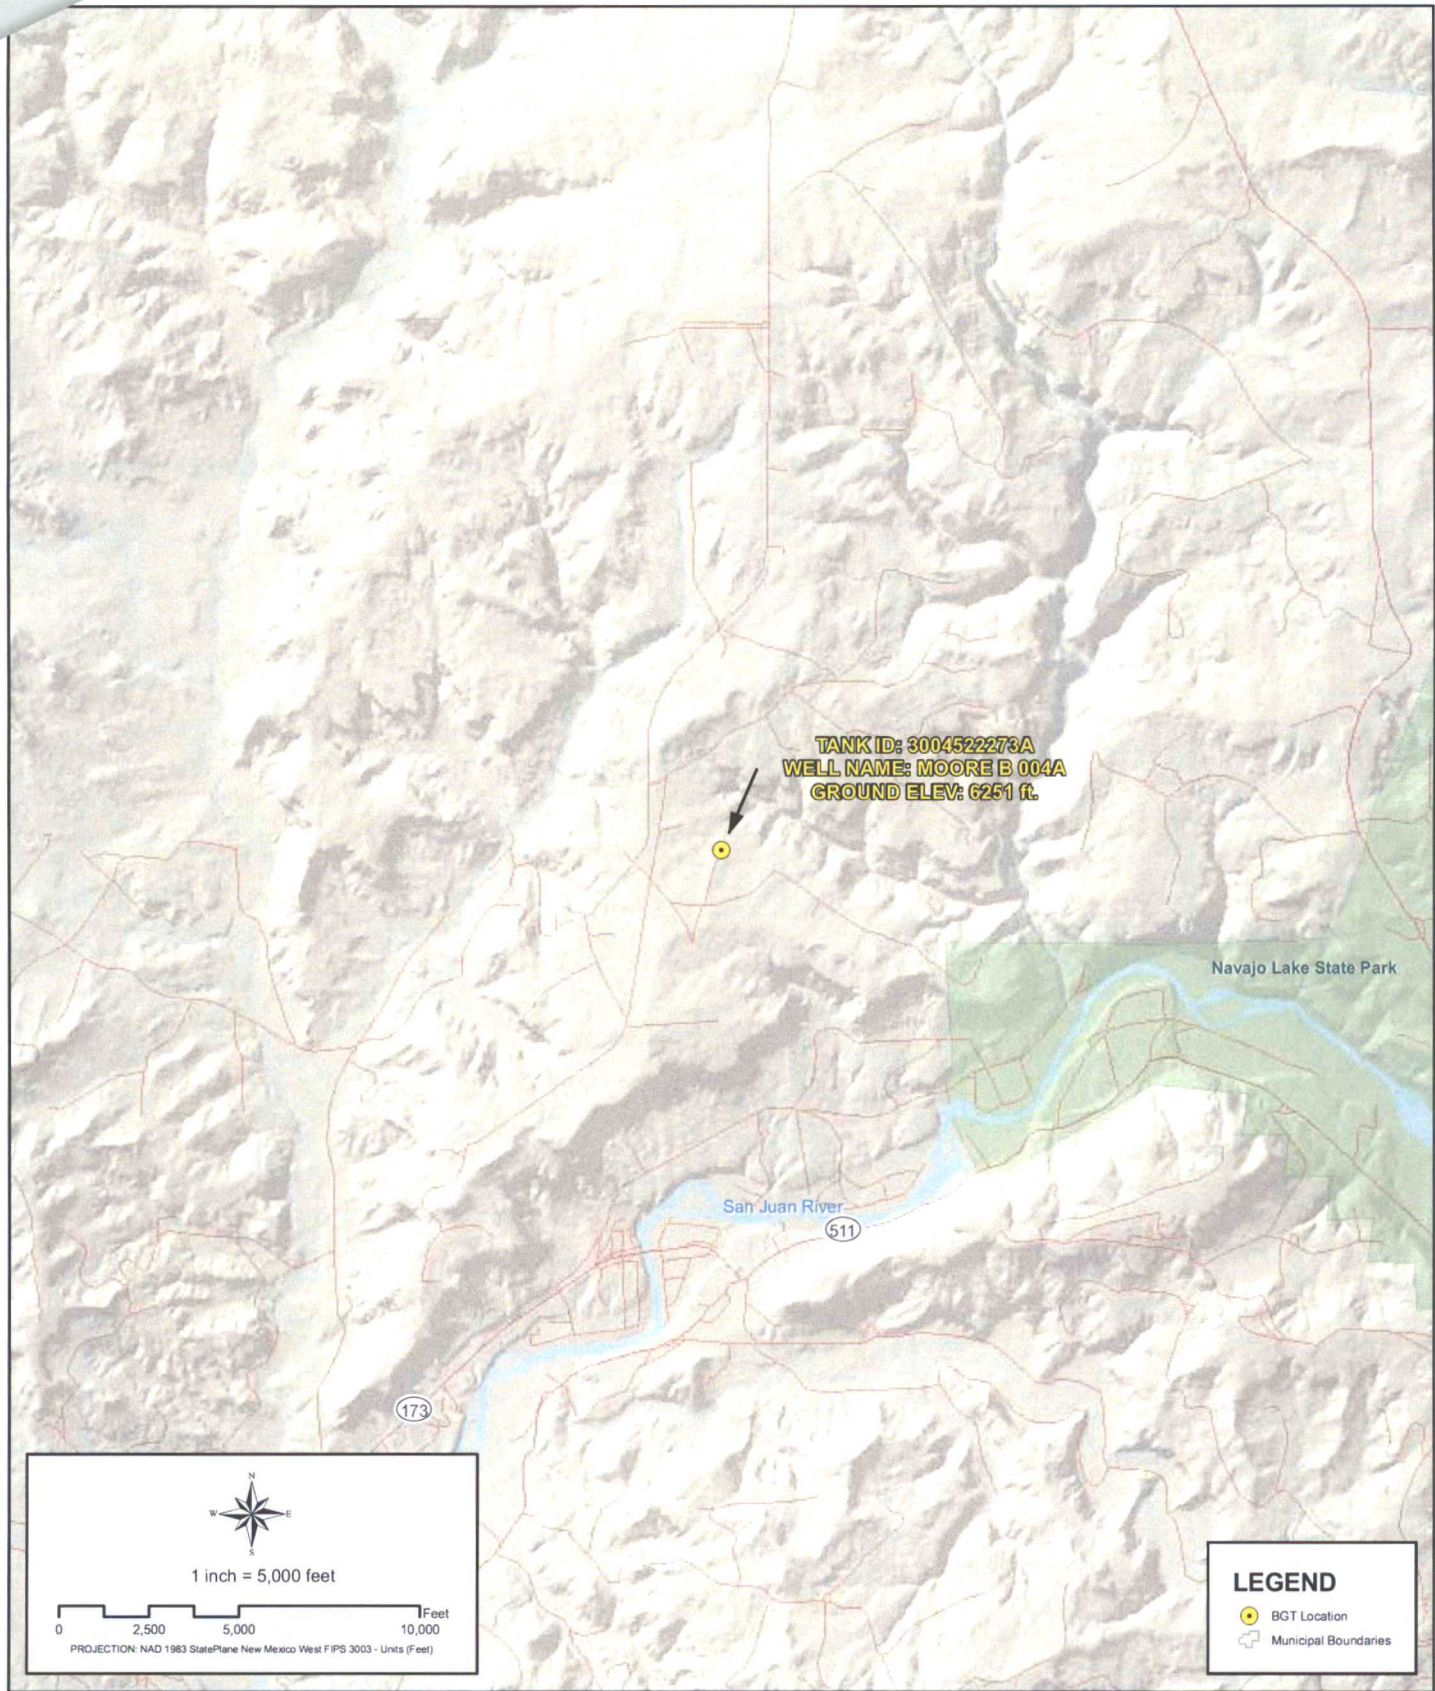 TANK ID: 3004522273A
WELL NAME: MOORE B 004A
GROUND ELEV: 6251 ft.
Navajo Lake State Park
San Juan River
511
173
N
W E
S
1 inch = 5,000 feet
Feet
0 2,500 5,000 10,000
PROJECTION: NAD 1983 StatePlane New Mexico West FIPS 3003 - Units (Feet)
LEGEND
BGT Location
Municipal Boundaries